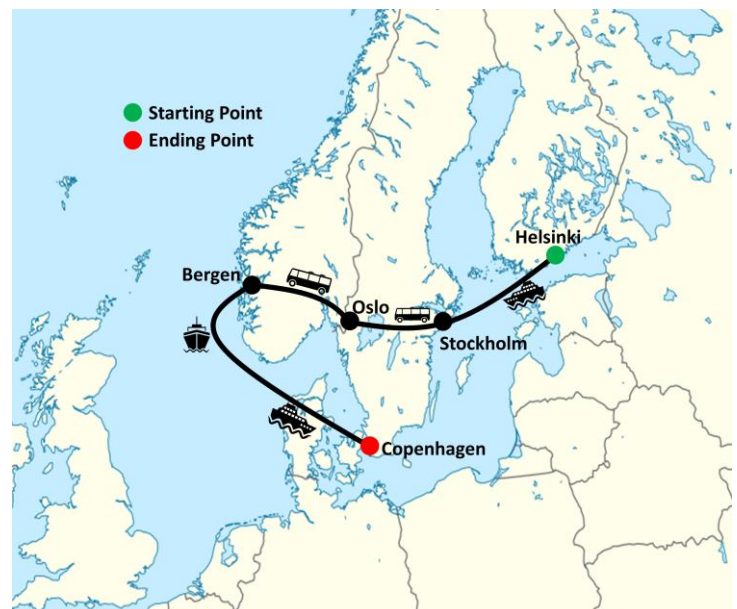 Starting Point
Ending Point
Helsinki
Bergen
Oslo
Stockholm
Copenhagen